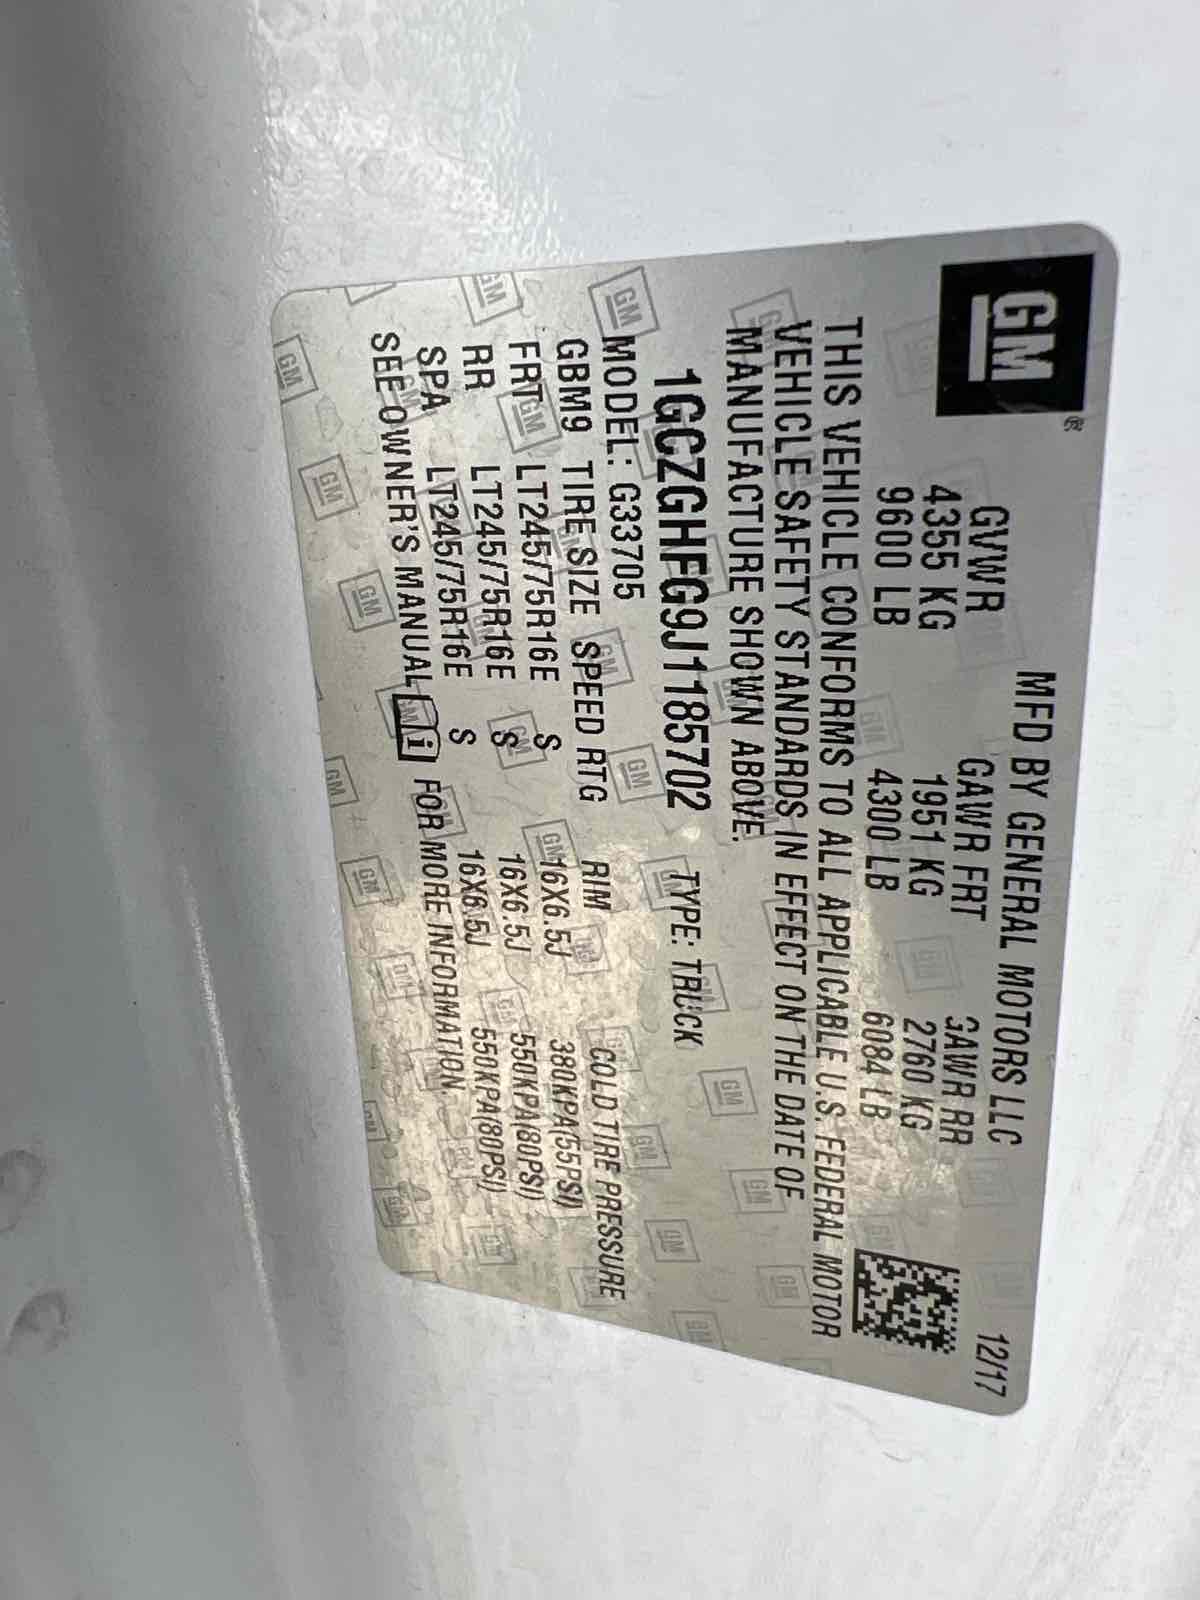 GM ®
MFD BY GENERAL MOTORS LLC 12/17
GVWR GAWR FRT GAWR RR
4355 KG 1951 KG 2760 KG
9600 LB 4300 LB 6084 LB
THIS VEHICLE CONFORMS TO ALL APPLICABLE U.S. FEDERAL MOTOR
VEHICLE SAFETY STANDARDS IN EFFECT ON THE DATE OF
MANUFACTURE SHOWN ABOVE.
1GCZGHFG9J1185702 TYPE: TRUCK
MODEL: G33705
GBM9 TIRE SIZE SPEED RTG RIM COLD TIRE PRESSURE
FRT LT245/75R16E S 16X6.5J 380KPA(55PSI)
RR LT245/75R16E S 16X6.5J 550KPA(80PSI)
SPA LT245/75R16E S 16X6.5J 550KPA(80PSI)
SEE OWNER'S MANUAL i FOR MORE INFORMATION.